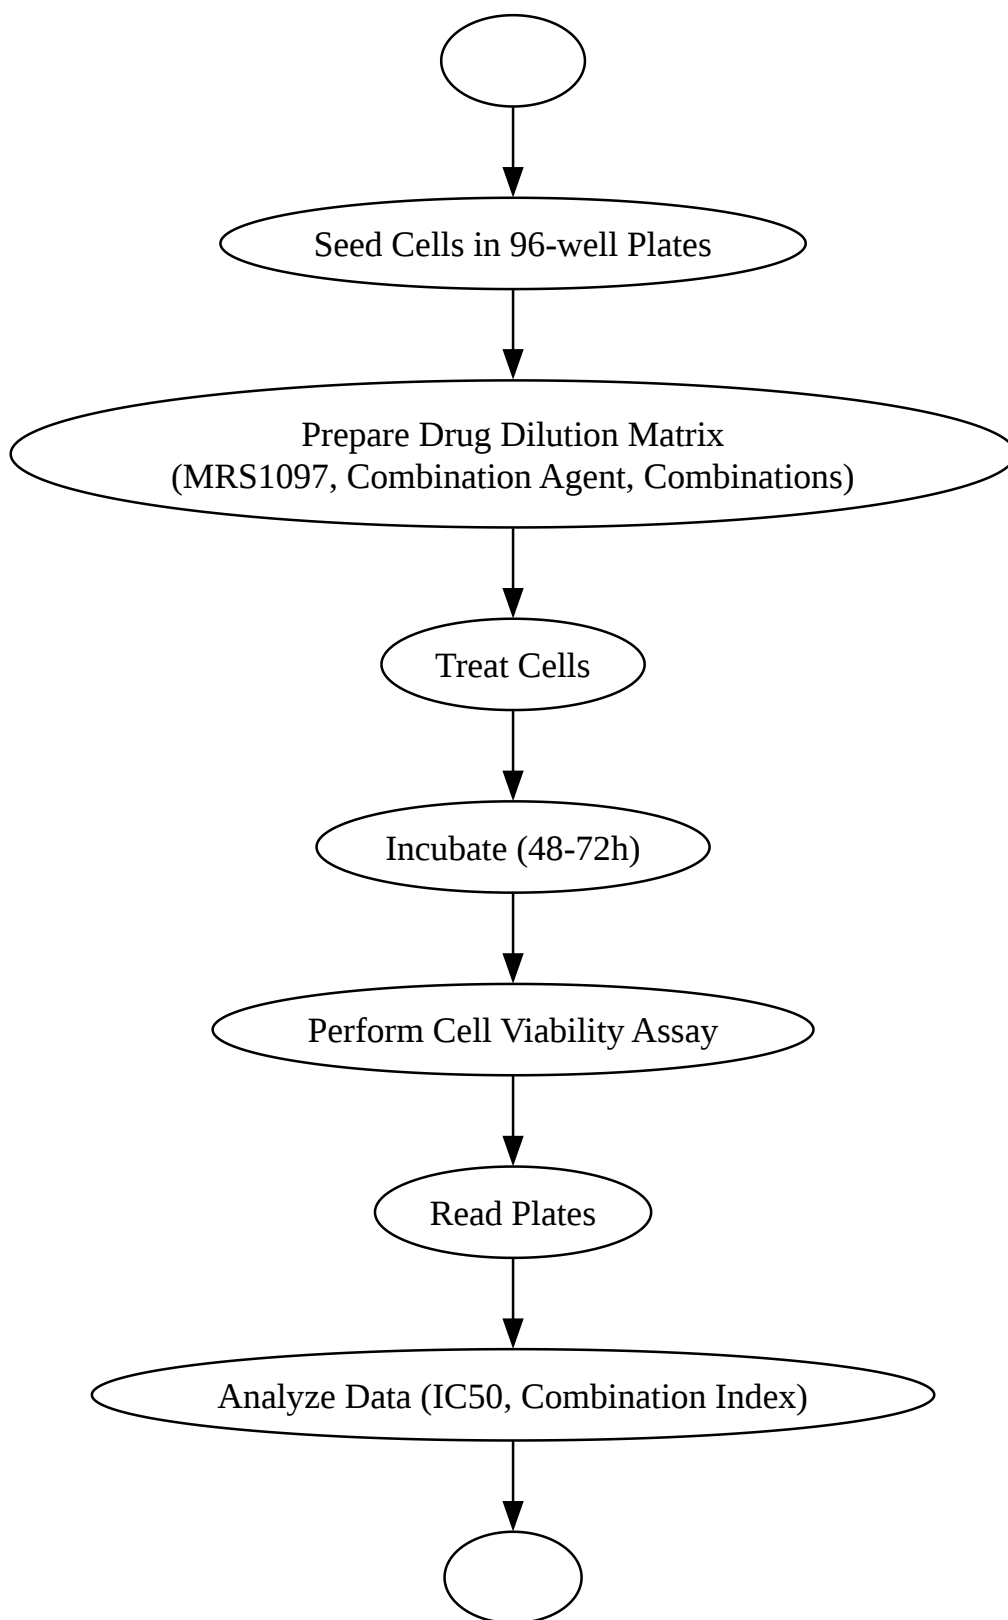 Seed Cells in 96-well Plates
Prepare Drug Dilution Matrix
(MRS1097, Combination Agent, Combinations)
Treat Cells
Incubate (48-72h)
Perform Cell Viability Assay
Read Plates
Analyze Data (IC50, Combination Index)